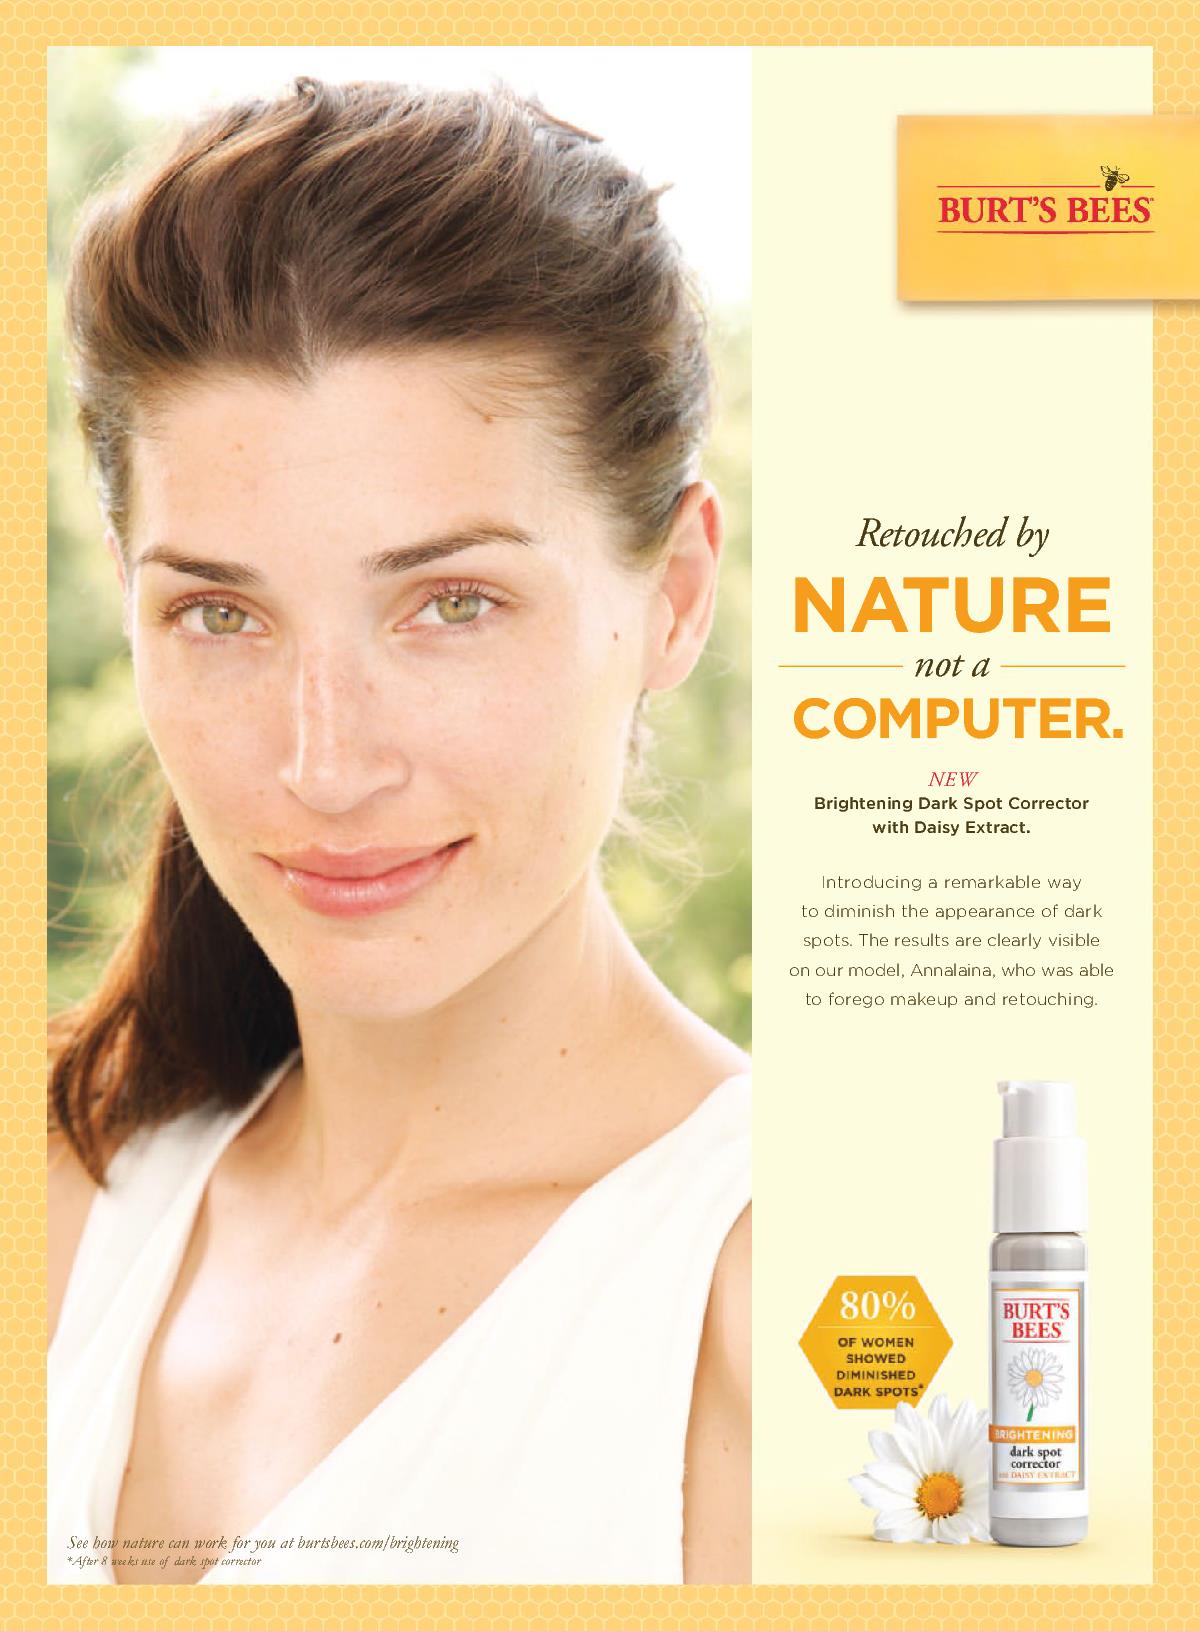 BURT'S BEES
Retouched by
NATURE
not a
COMPUTER.
NEW
Brightening Dark Spot Corrector
with Daisy Extract.
Introducing a remarkable way
to diminish the appearance of dark
spots. The results are clearly visible
on our model, Annalaina, who was able
to forego makeup and retouching.
80%
OF WOMEN
SHOWED
DIMINISHED
DARK SPOTS*
BURT'S
BEES
BRIGHTENING
dark spot
corrector
with DAISY EXTRACT
See how nature can work for you at burtsbees.com/brightening
*After 8 weeks use of dark spot corrector